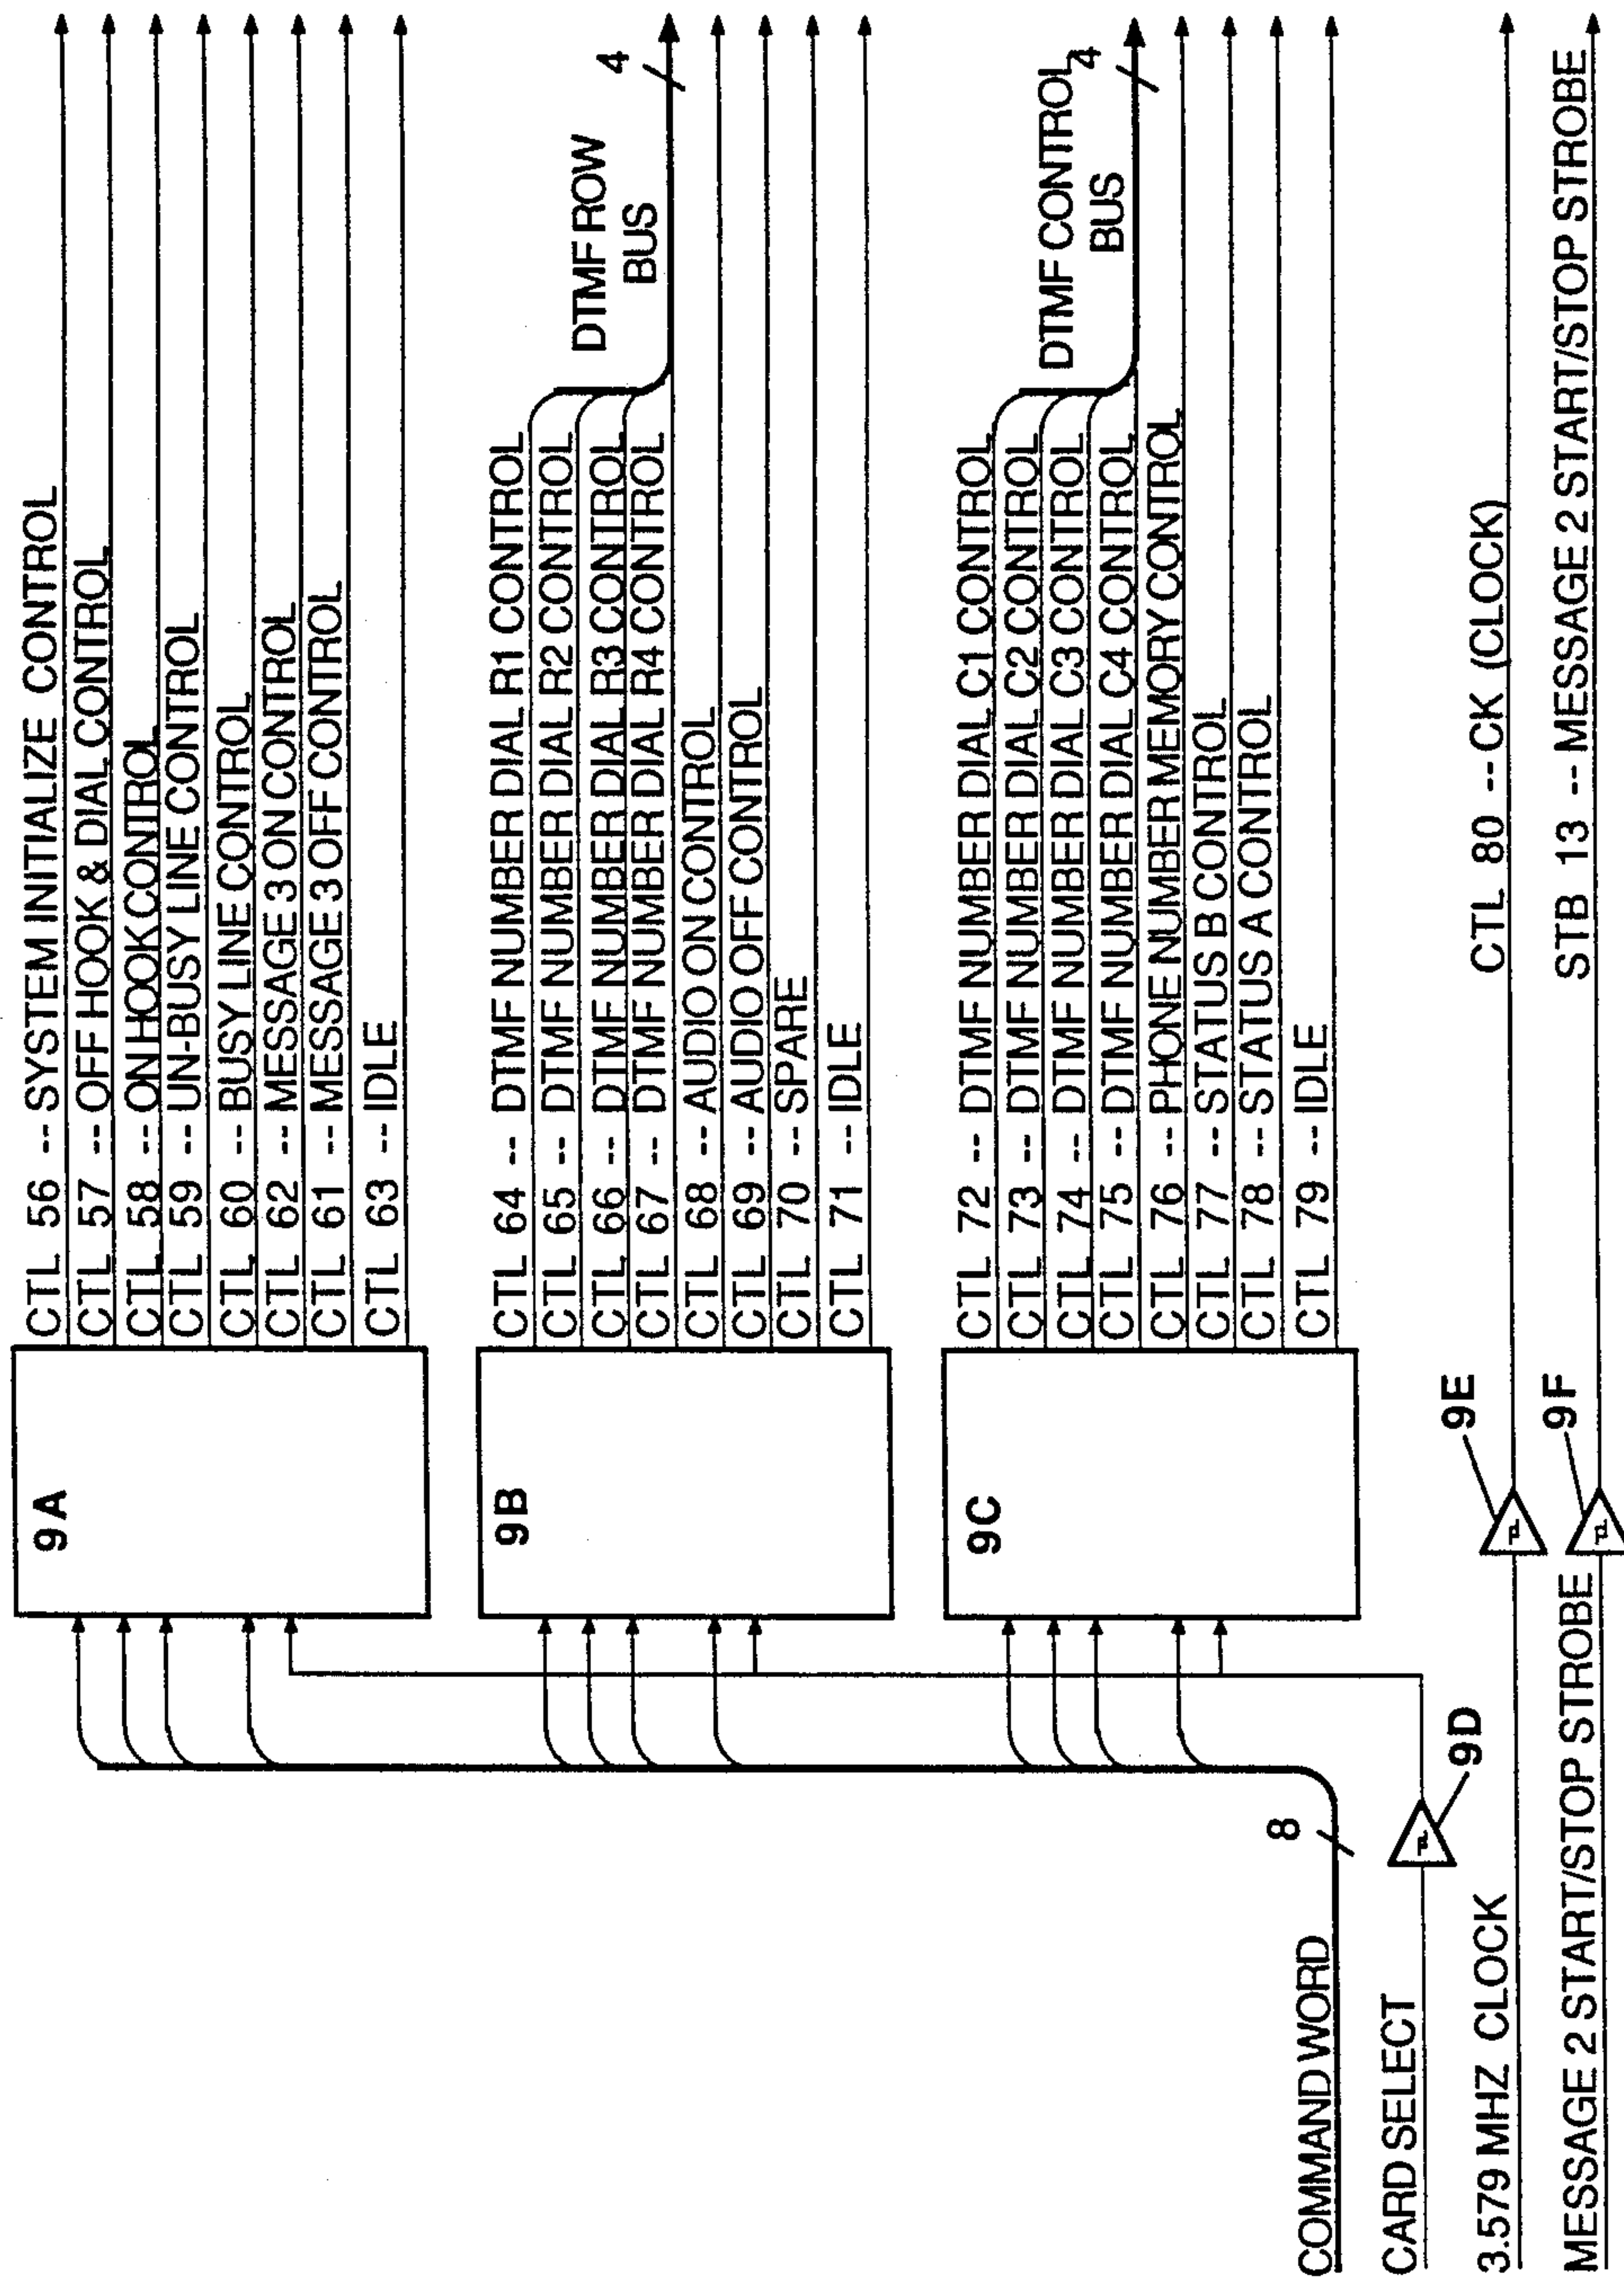 9A
CTL 56 -- SYSTEM INITIALIZE CONTROL
CTL 57 -- OFF HOOK & DIAL CONTROL
CTL 58 -- ON HOOK CONTROL
CTL 59 -- UN-BUSY LINE CONTROL
CTL 60 -- BUSY LINE CONTROL
CTL 62 -- MESSAGE 3 ON CONTROL
CTL 61 -- MESSAGE 3 OFF CONTROL
CTL 63 -- IDLE
9B
CTL 64 -- DTMF NUMBER DIAL R1 CONTROL
CTL 65 -- DTMF NUMBER DIAL R2 CONTROL
CTL 66 -- DTMF NUMBER DIAL R3 CONTROL
CTL 67 -- DTMF NUMBER DIAL R4 CONTROL
CTL 68 -- AUDIO ON CONTROL
CTL 69 -- AUDIO OFF CONTROL
CTL 70 -- SPARE
CTL 71 -- IDLE
DTMF ROW
BUS
4
9C
CTL 72 -- DTMF NUMBER DIAL C1 CONTROL
CTL 73 -- DTMF NUMBER DIAL C2 CONTROL
CTL 74 -- DTMF NUMBER DIAL C3 CONTROL
CTL 75 -- DTMF NUMBER DIAL C4 CONTROL
CTL 76 -- PHONE NUMBER MEMORY CONTROL
CTL 77 -- STATUS B CONTROL
CTL 78 -- STATUS A CONTROL
CTL 79 -- IDLE
DTMF CONTROL
BUS
4
COMMAND WORD
8
CARD SELECT
9D
3.579 MHZ CLOCK
9E
CTL 80 -- CK (CLOCK)
MESSAGE 2 START/STOP STROBE
9F
STB 13 -- MESSAGE 2 START/STOP STROBE